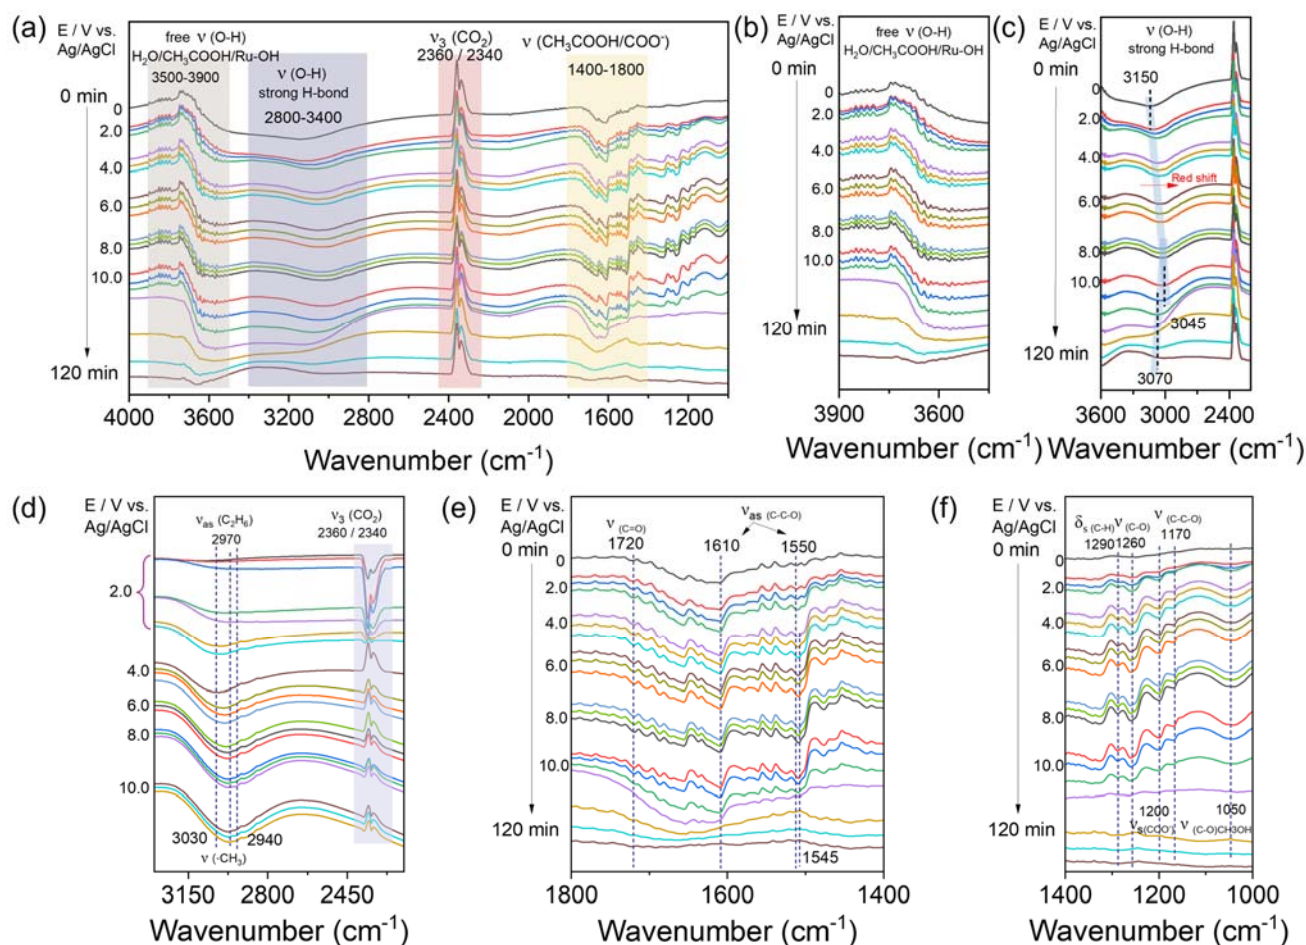 (a)
E / V vs.
Ag/AgCl
0 min
0
2.0
4.0
6.0
8.0
10.0
120 min
free ν (O-H)
H₂O/CH₃COOH/Ru-OH
3500-3900
ν (O-H)
strong H-bond
2800-3400
ν₃ (CO₂)
2360 / 2340
ν (CH₃COOH/COO⁻)
1400-1800
4000 3600 3200 2800 2400 2000 1600 1200
Wavenumber (cm⁻¹)
(b)
E / V vs.
Ag/AgCl
free ν (O-H)
H₂O/CH₃COOH/Ru-OH
0 min
0
2.0
4.0
6.0
8.0
10.0
120 min
3900 3600
Wavenumber (cm⁻¹)
(c)
E / V vs.
Ag/AgCl
ν (O-H)
strong H-bond
3150
0 min
0
2.0
4.0
Red shift
6.0
8.0
10.0
3045
120 min
3070
3600 3000 2400
Wavenumber (cm⁻¹)
(d)
E / V vs.
Ag/AgCl
νas (C₂H₆)
2970
ν₃ (CO₂)
2360 / 2340
2.0
4.0
6.0
8.0
10.0
3030
2940
ν (·CH₃)
3150 2800 2450
Wavenumber (cm⁻¹)
(e)
E / V vs.
Ag/AgCl
0 min
ν (C=O)
1720
1610
νas (C-C-O)
1550
0
2.0
4.0
6.0
8.0
10.0
120 min
1545
1800 1600 1400
Wavenumber (cm⁻¹)
(f)
E / V vs.
Ag/AgCl
0 min
δs (C-H)
1290
ν (C-O)
1260
ν (C-C-O)
1170
0
2.0
4.0
6.0
8.0
10.0
120 min
1200
νs(COO⁻)
1050
ν (C-O)CH3OH
1400 1200 1000
Wavenumber (cm⁻¹)